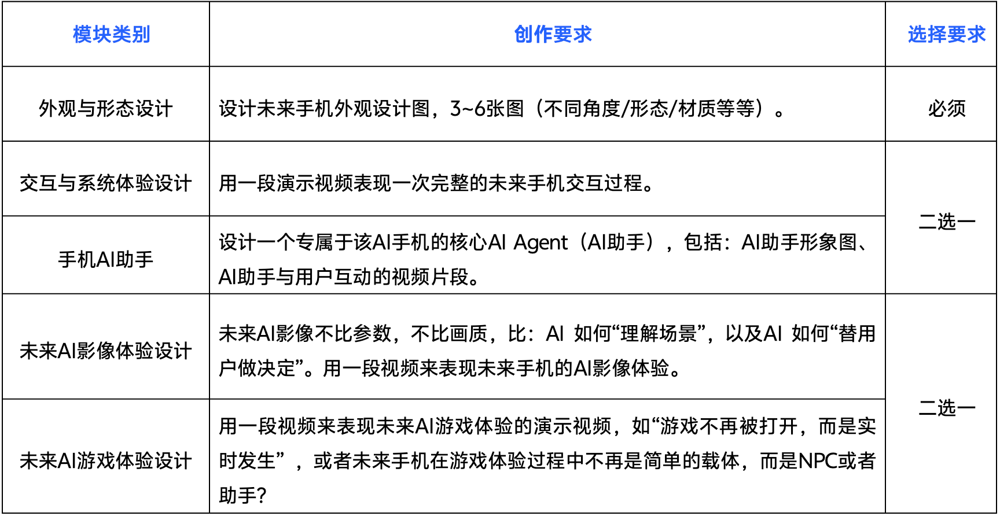 模块类别
创作要求
选择要求
外观与形态设计
设计未来手机外观设计图，3~6张图（不同角度/形态/材质等等）。
必须
交互与系统体验设计
用一段演示视频表现一次完整的未来手机交互过程。
二选一
手机AI助手
设计一个专属于该AI手机的核心AI Agent（AI助手），包括：AI助手形象图、
AI助手与用户互动的视频片段。
未来AI影像体验设计
未来AI影像不比参数，不比画质，比：AI 如何“理解场景”，以及AI 如何“替用
户做决定”。用一段视频来表现未来手机的AI影像体验。
二选一
未来AI游戏体验设计
用一段视频来表现未来AI游戏体验的演示视频，如“游戏不再被打开，而是实
时发生”，或者未来手机在游戏体验过程中不再是简单的载体，而是NPC或者
助手？